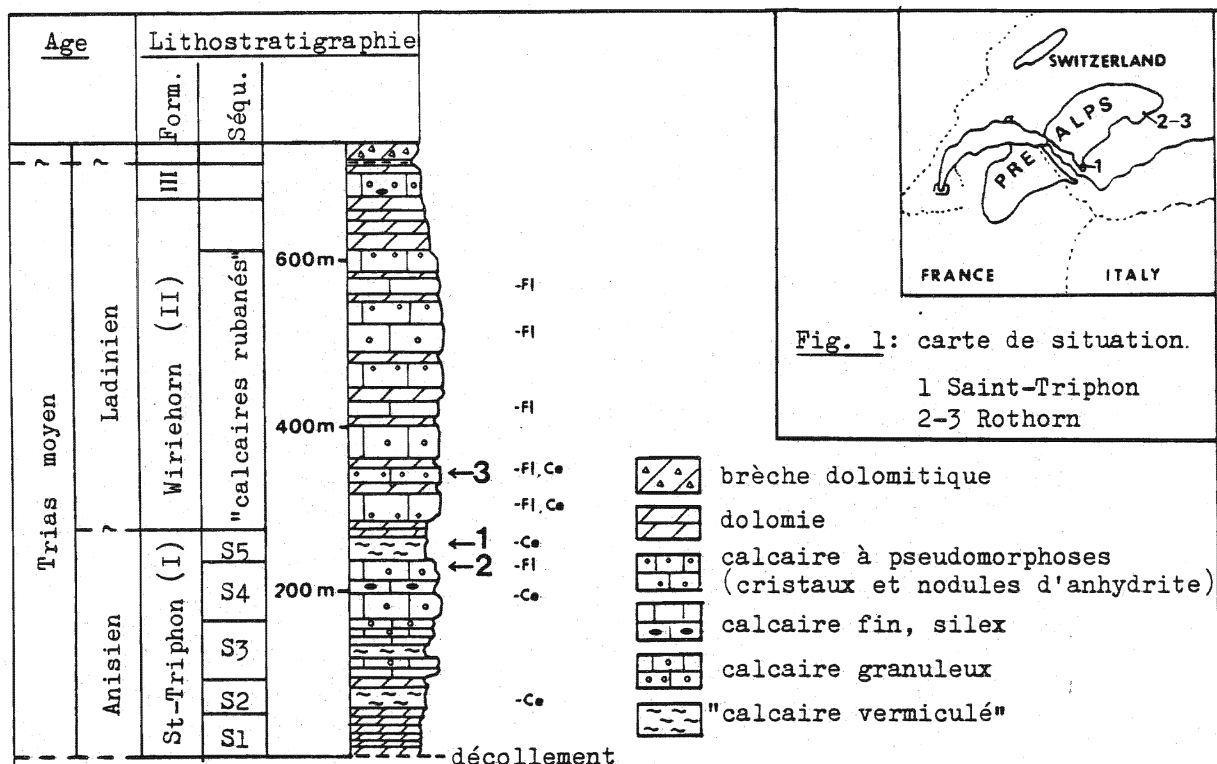 Age
Lithostratigraphie
Form.
Séqu.
? ?
III
Trias moyen
Ladinien
Wiriehorn (II)
"calcaires rubanés"
?
Anisien
St-Triphon (I)
S5
S4
S3
S2
S1
600m
400m
200m
-Fl
-Fl
-Fl
-Fl, Ce
←3
-Fl, Ce
←1
-Ce
←2
-Fl
-Ce
-Ce
décollement
SWITZERLAND
PRE ALPS
2-3
1
FRANCE
ITALY
Fig. 1: carte de situation.
1 Saint-Triphon
2-3 Rothorn
brèche dolomitique
dolomie
calcaire à pseudomorphoses
(cristaux et nodules d'anhydrite)
calcaire fin, silex
calcaire granuleux
"calcaire vermiculé"